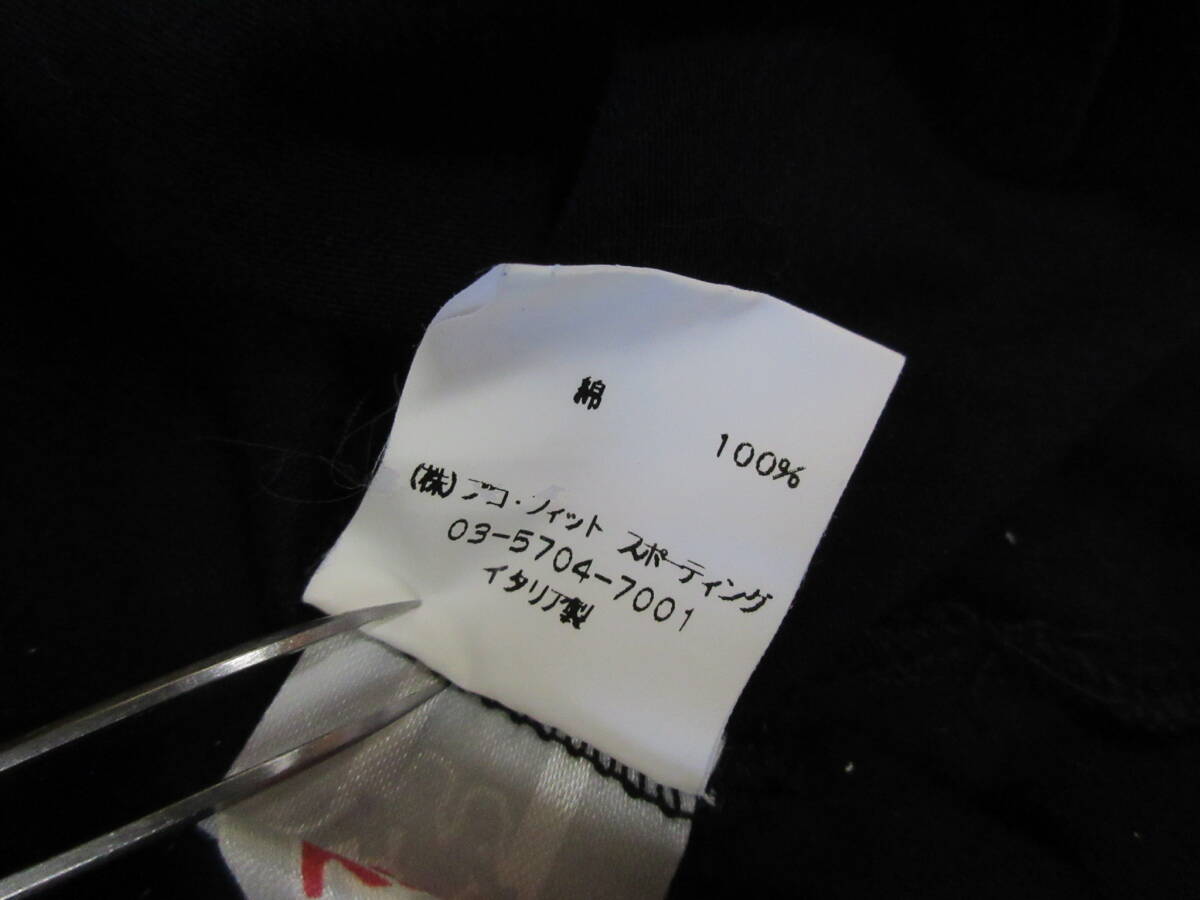 綿 100%
(株)デコ・フィット スポーティング
03-5704-7001
イタリア製